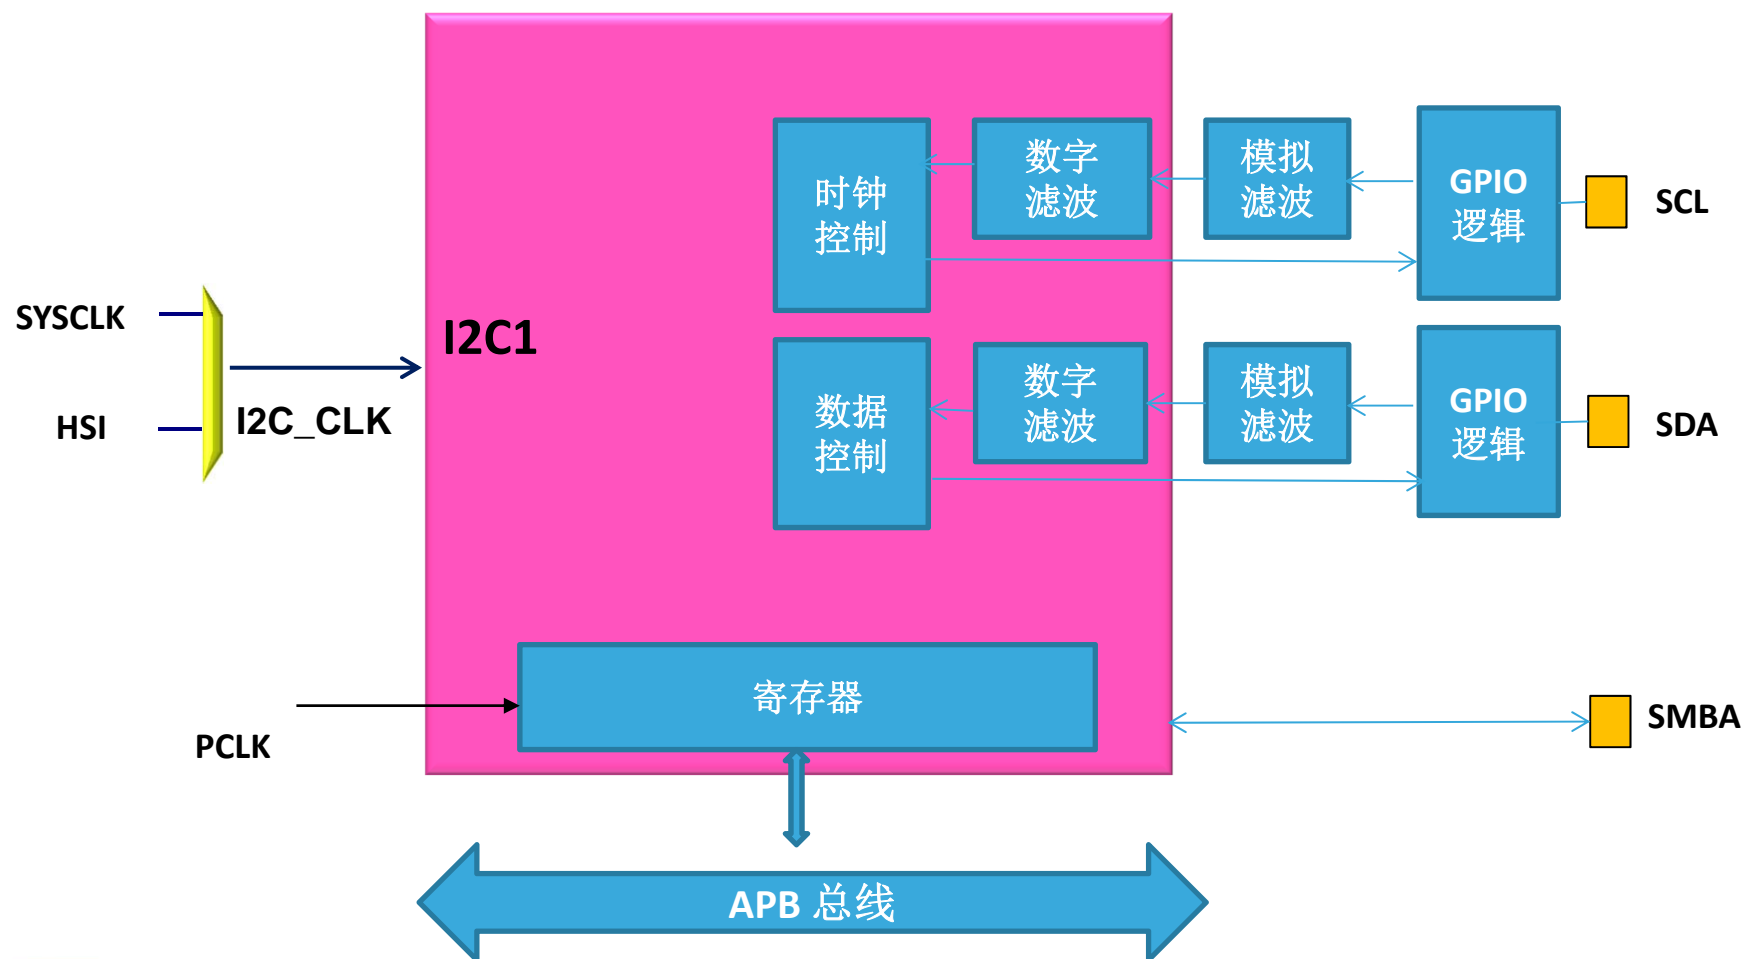 时钟
控制
数字
滤波
模拟
滤波
GPIO
逻辑
SCL
SYSCLK
HSI
I2C_CLK
I2C1
数据
控制
数字
滤波
模拟
滤波
GPIO
逻辑
SDA
寄存器
PCLK
SMBA
APB 总线